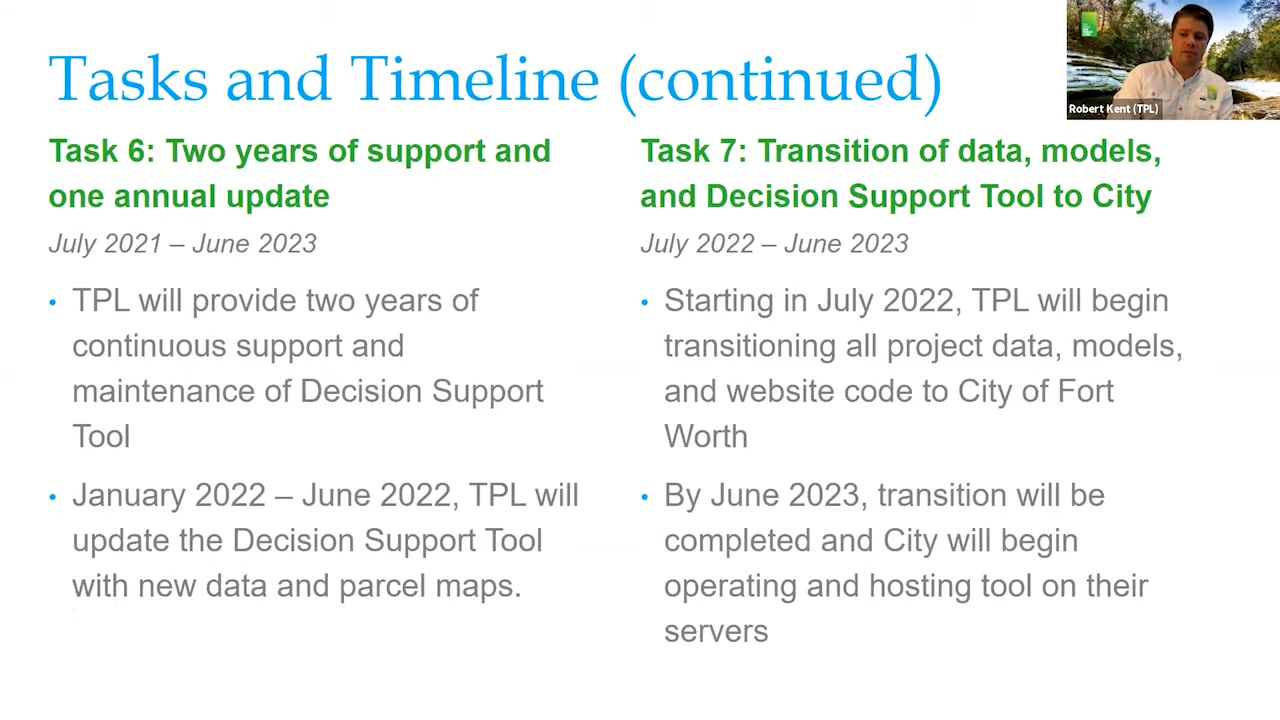 Tasks and Timeline (continued)
Robert Kent (TPL)
Task 6: Two years of support and
one annual update
July 2021 – June 2023
• TPL will provide two years of
continuous support and
maintenance of Decision Support
Tool
• January 2022 – June 2022, TPL will
update the Decision Support Tool
with new data and parcel maps.
Task 7: Transition of data, models,
and Decision Support Tool to City
July 2022 – June 2023
• Starting in July 2022, TPL will begin
transitioning all project data, models,
and website code to City of Fort
Worth
• By June 2023, transition will be
completed and City will begin
operating and hosting tool on their
servers